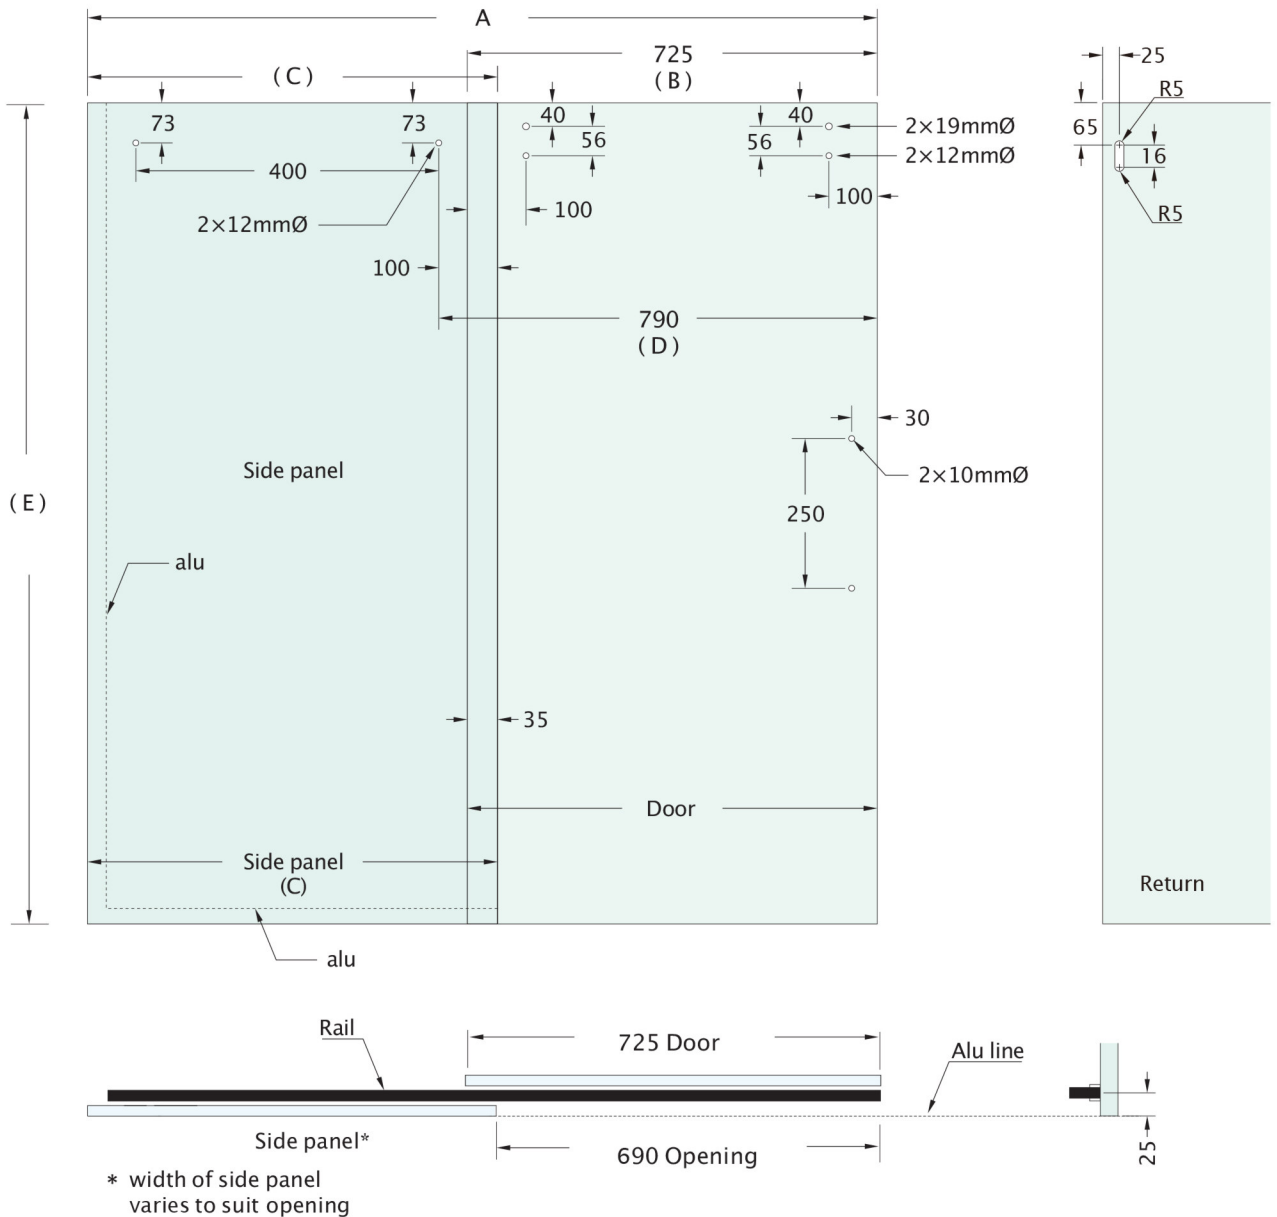 A
725
(B)
(C)
25
R5
73
73
40
40
65
56
56
2×19mmØ
2×12mmØ
16
400
100
100
R5
2×12mmØ
100
790
(D)
30
Side panel
2×10mmØ
(E)
250
alu
35
Door
Side panel
(C)
Return
alu
Rail
725 Door
Alu line
Side panel*
690 Opening
25
* width of side panel
varies to suit opening